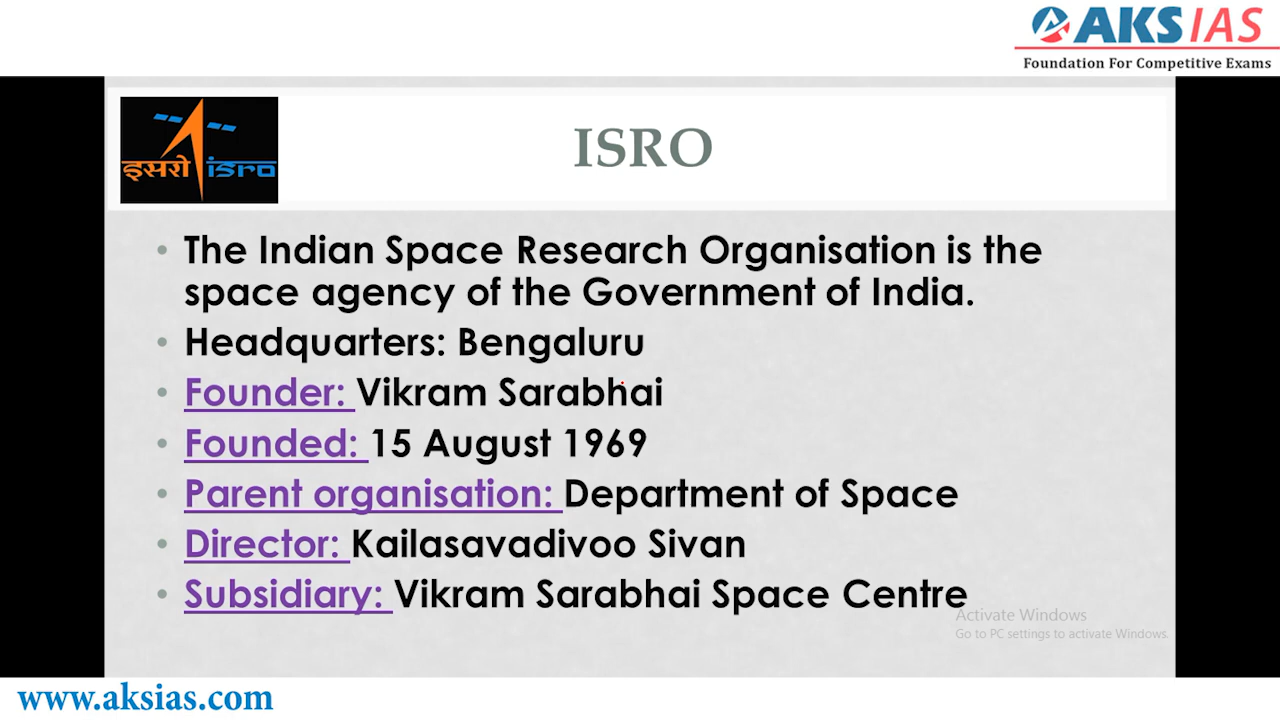 AKS IAS
Foundation For Competitive Exams
इसरो isro
ISRO
• The Indian Space Research Organisation is the
space agency of the Government of India.
• Headquarters: Bengaluru
• Founder: Vikram Sarabhai
• Founded: 15 August 1969
• Parent organisation: Department of Space
• Director: Kailasavadivoo Sivan
• Subsidiary: Vikram Sarabhai Space Centre
Activate Windows
Go to PC settings to activate Windows.
www.aksias.com